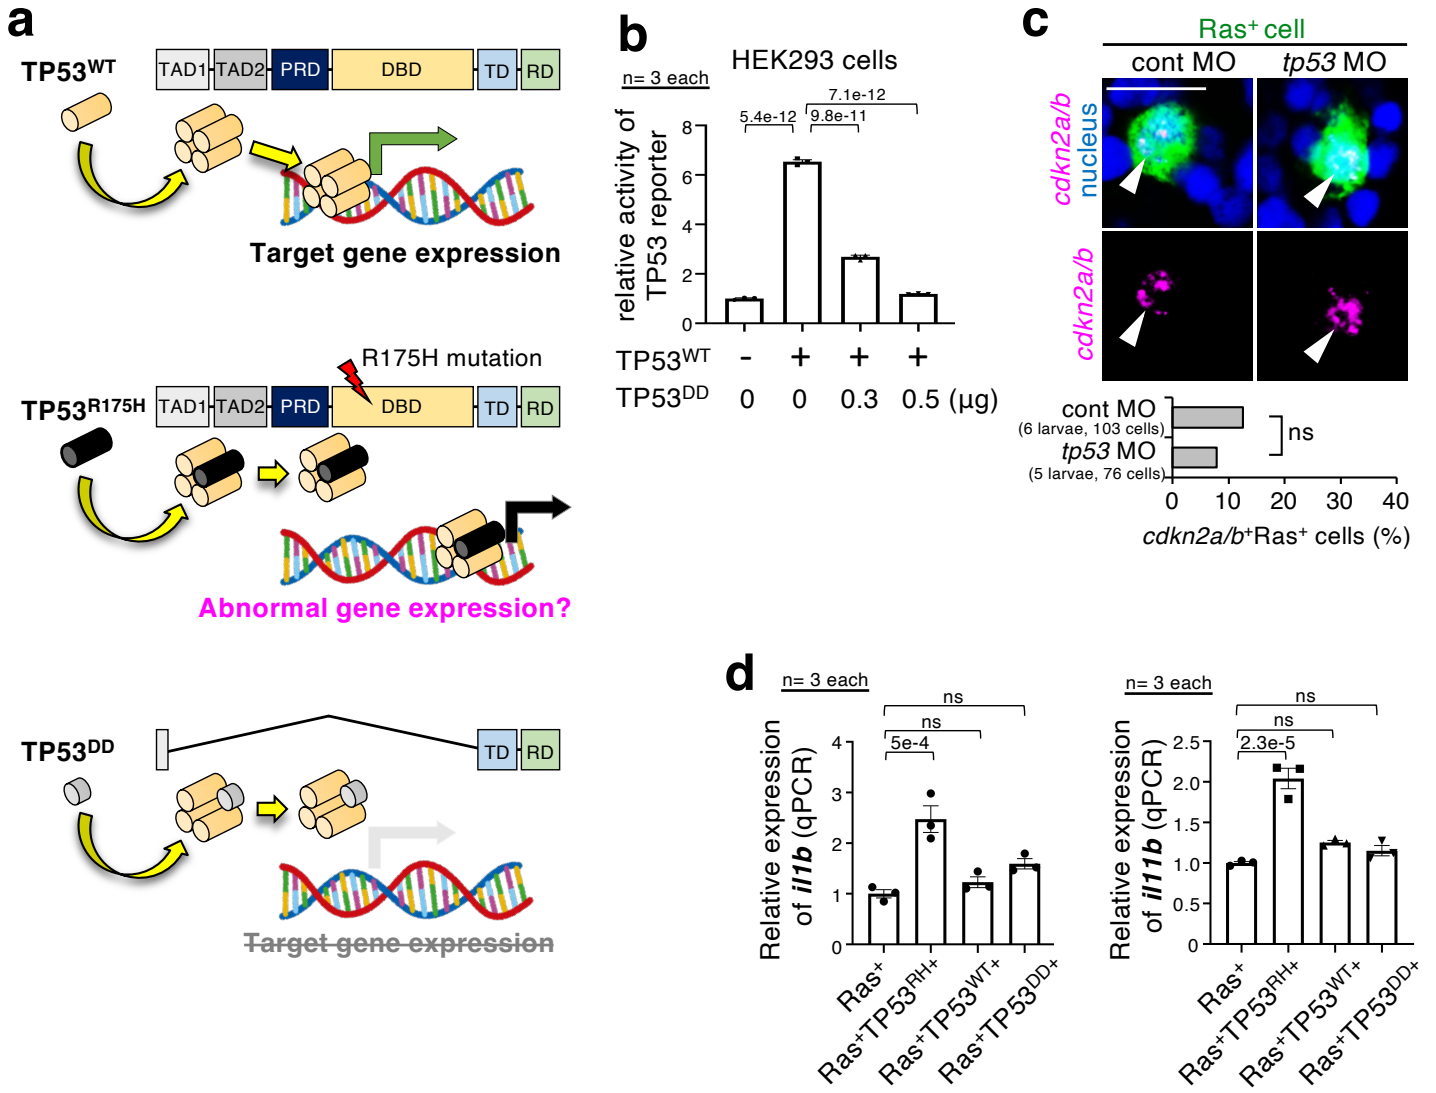 a
TP53WT
TAD1 TAD2 PRD DBD TD RD
Target gene expression
R175H mutation
TP53R175H
TAD1 TAD2 PRD DBD TD RD
Abnormal gene expression?
TP53DD
TD RD
Target gene expression
b
HEK293 cells
n= 3 each
7.1e-12
5.4e-12 9.8e-11
relative activity of
TP53 reporter
8
6
4
2
0
TP53WT - + + +
TP53DD 0 0 0.3 0.5 (µg)
c
Ras+ cell
cont MO tp53 MO
cdkn2a/b
nucleus
cdkn2a/b
cont MO
(6 larvae, 103 cells)
tp53 MO
(5 larvae, 76 cells)
ns
0 10 20 30 40
cdkn2a/b+Ras+ cells (%)
d
n= 3 each
ns
ns
5e-4
Relative expression
of il1b (qPCR)
4
3
2
1
0
Ras+
Ras+TP53RH+
Ras+TP53WT+
Ras+TP53DD+
n= 3 each
ns
ns
2.3e-5
Relative expression
of il11b (qPCR)
2.5
2.0
1.5
1.0
0.5
0
Ras+
Ras+TP53RH+
Ras+TP53WT+
Ras+TP53DD+